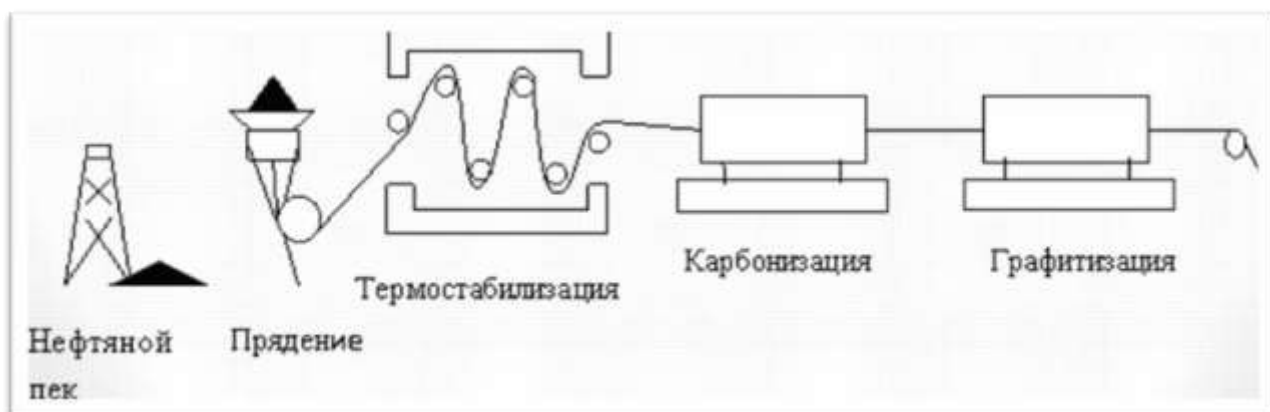 Нефтяной
пек
Прядение
Термостабилизация
Карбонизация
Графитизация